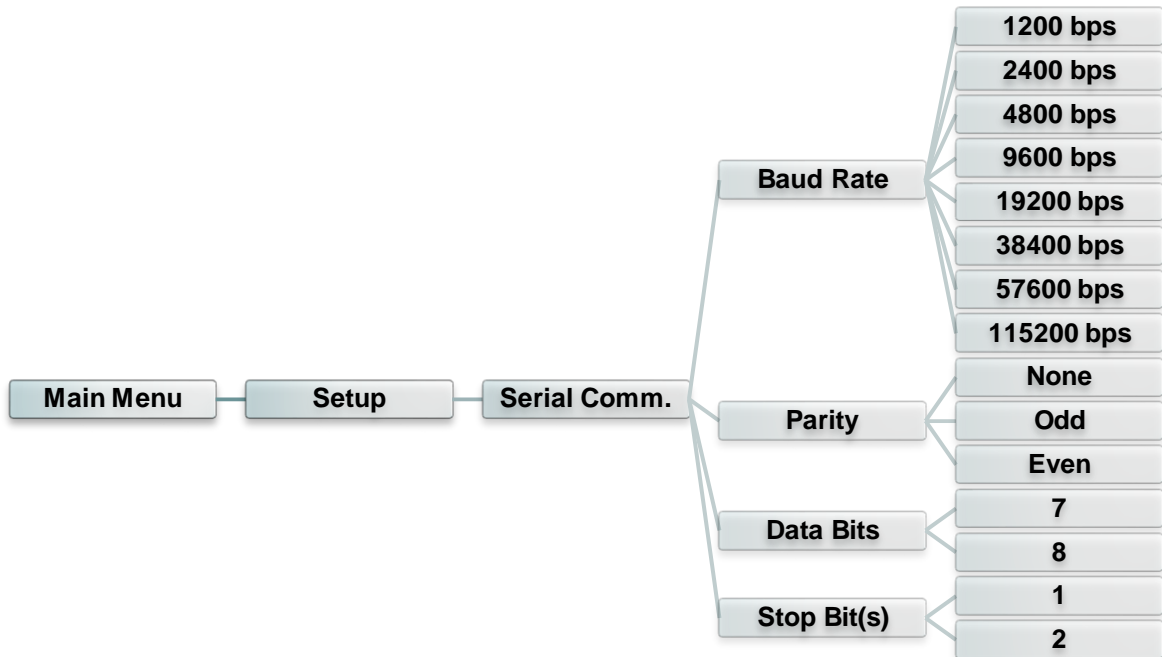 Main Menu
Setup
Serial Comm.
Baud Rate
1200 bps
2400 bps
4800 bps
9600 bps
19200 bps
38400 bps
57600 bps
115200 bps
Parity
None
Odd
Even
Data Bits
7
8
Stop Bit(s)
1
2